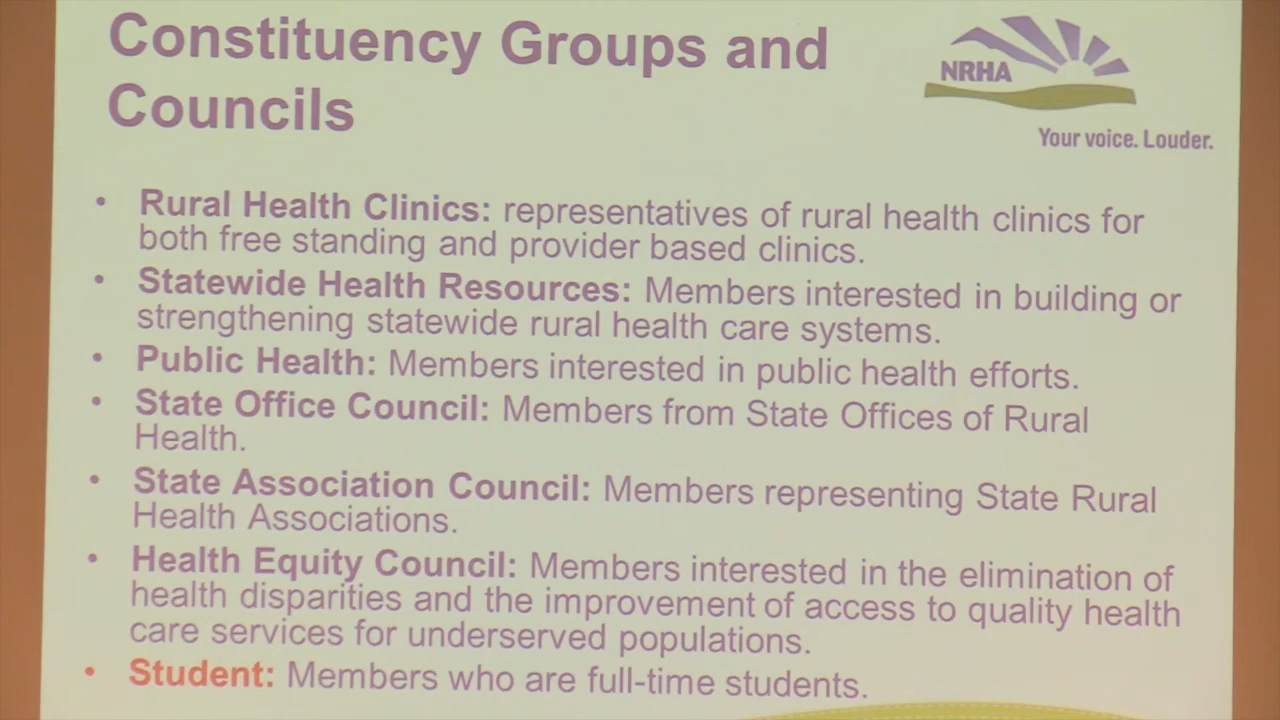 Constituency Groups and
Councils
NRHA
Your voice. Louder.
• Rural Health Clinics: representatives of rural health clinics for
both free standing and provider based clinics.
• Statewide Health Resources: Members interested in building or
strengthening statewide rural health care systems.
• Public Health: Members interested in public health efforts.
• State Office Council: Members from State Offices of Rural
Health.
• State Association Council: Members representing State Rural
Health Associations.
• Health Equity Council: Members interested in the elimination of
health disparities and the improvement of access to quality health
care services for underserved populations.
• Student: Members who are full-time students.